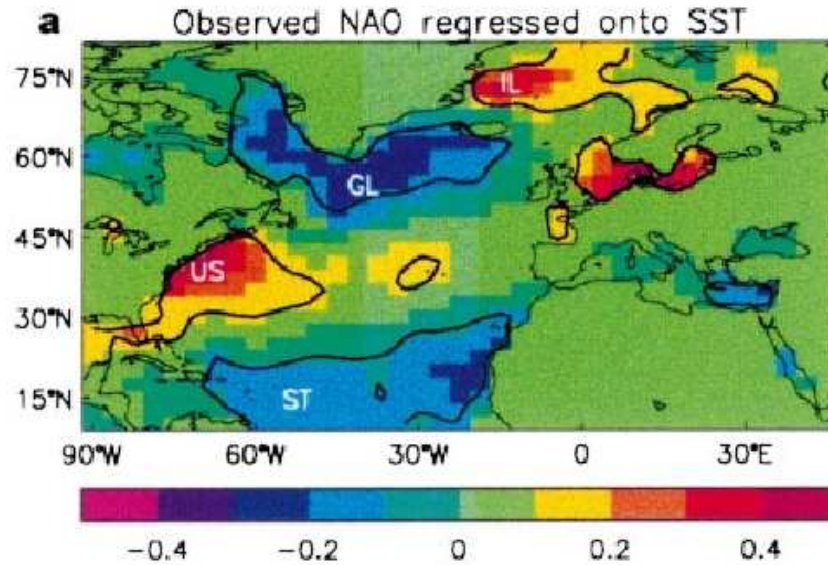 a Observed NAO regressed onto SST
75°N
IL
60°N
GL
45°N
US
30°N
ST
15°N
90°W 60°W 30°W 0 30°E
-0.4 -0.2 0 0.2 0.4